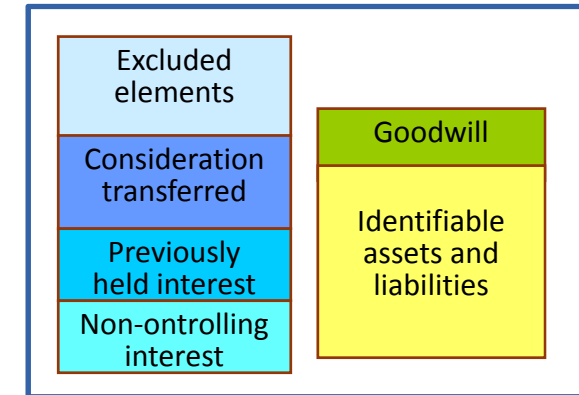 Excluded
elements
Consideration
transferred
Previously
held interest
Non-ontrolling
interest
Goodwill
Identifiable
assets and
liabilities